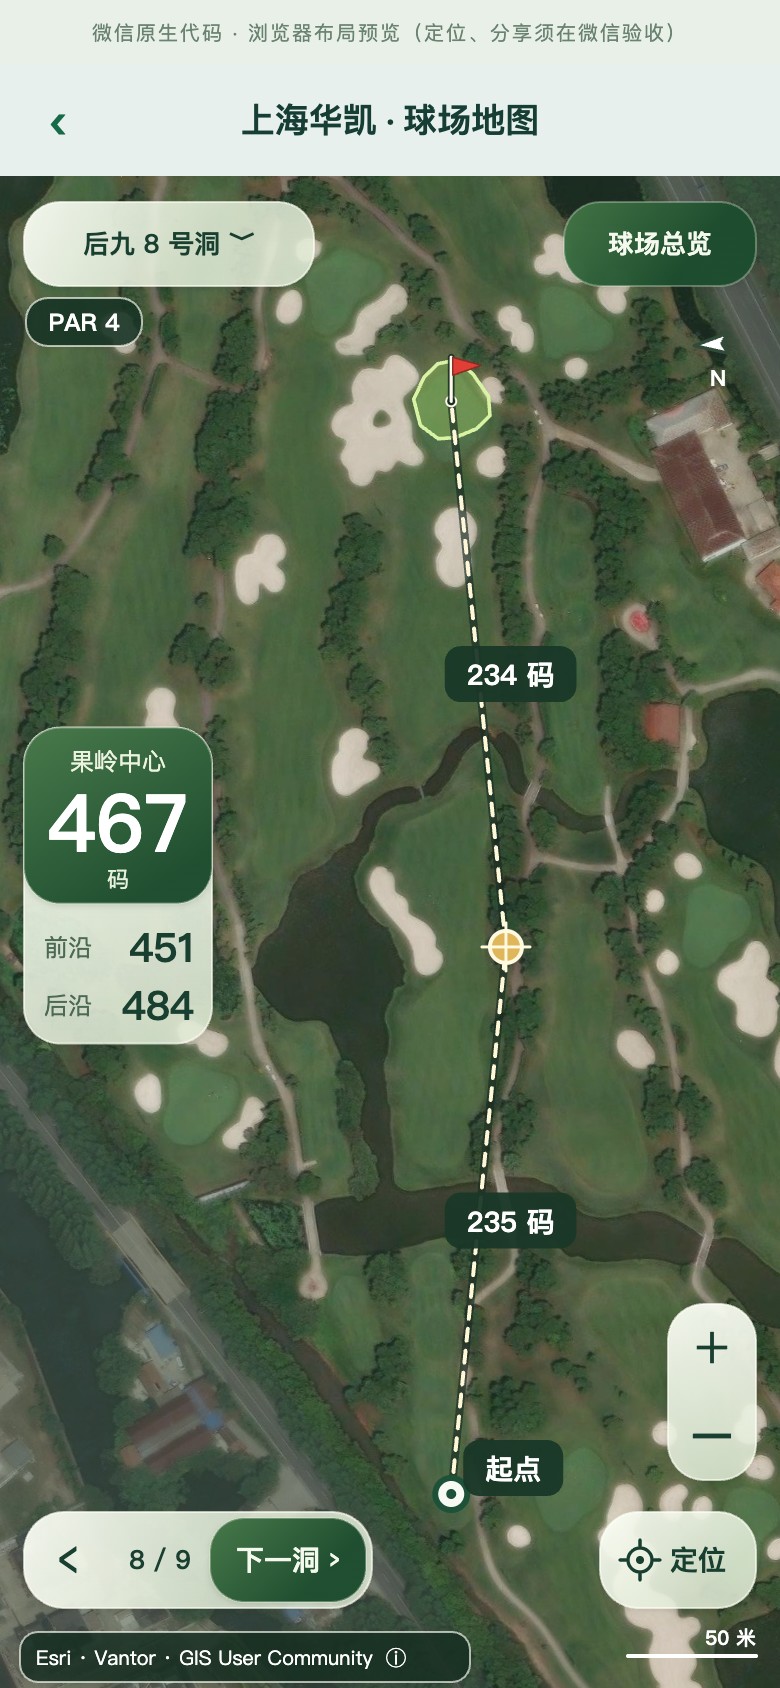 微信原生代码 · 浏览器布局预览（定位、分享须在微信验收）
‹ 上海华凯 · 球场地图
后九 8 号洞
球场总览
PAR 4
N
234 码
果岭中心
467
码
前沿 451
后沿 484
235 码
+
−
起点
< 8 / 9 下一洞 ›
定位
50 米
Esri · Vantor · GIS User Community ⓘ